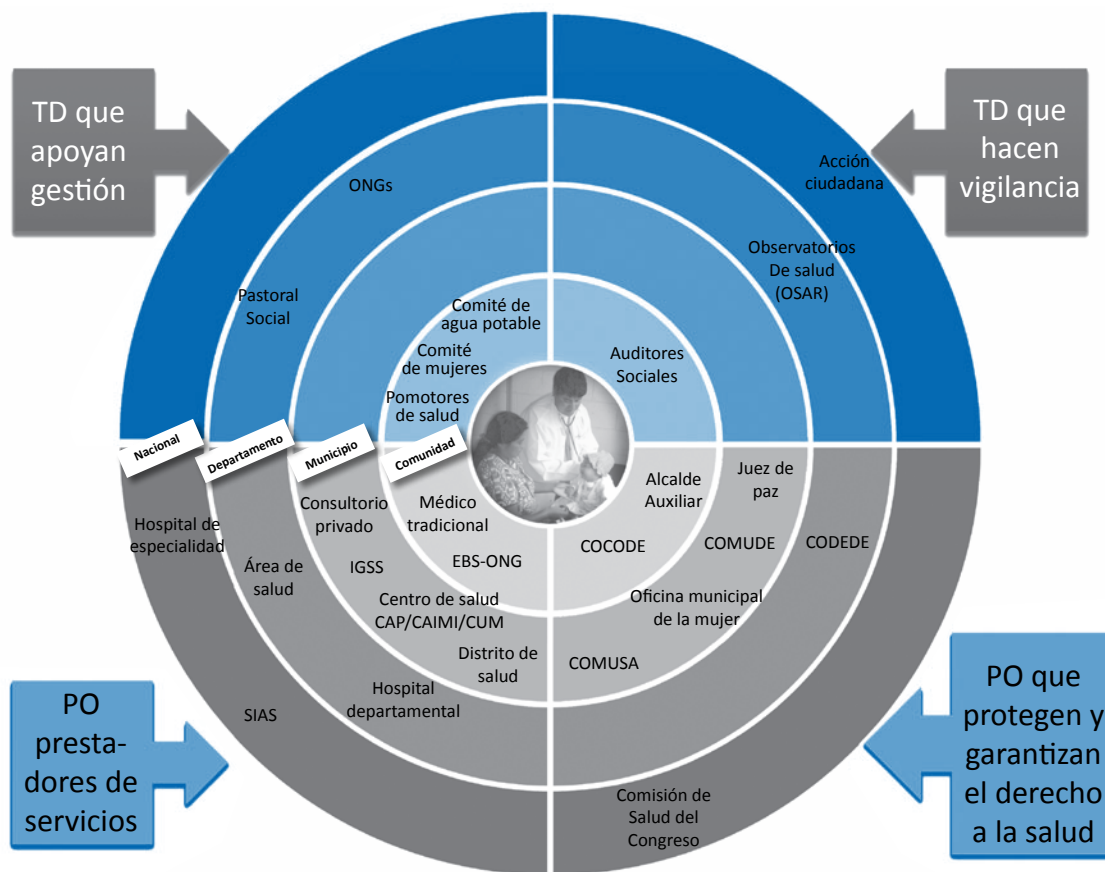 TD que
apoyan
gestión
TD que
hacen
vigilancia
Acción
ciudadana
ONGs
Observatorios
De salud
(OSAR)
Pastoral
Social
Comité de
agua potable
Comité
de mujeres
Pomotores
de salud
Auditores
Sociales
Nacional
Departamento
Municipio
Comunidad
Hospital de
especialidad
Área de
salud
SIAS
Consultorio
privado
IGSS
Centro de salud
CAP/CAIMI/CUM
Distrito de
salud
Hospital
departamental
Médico
tradicional
EBS-ONG
Alcalde
Auxiliar
COCODE
Juez de
paz
COMUDE
CODEDE
Oficina municipal
de la mujer
COMUSA
Comisión de
Salud del
Congreso
PO
presta-
dores de
servicios
PO que
protegen y
garantizan
el derecho
a la salud